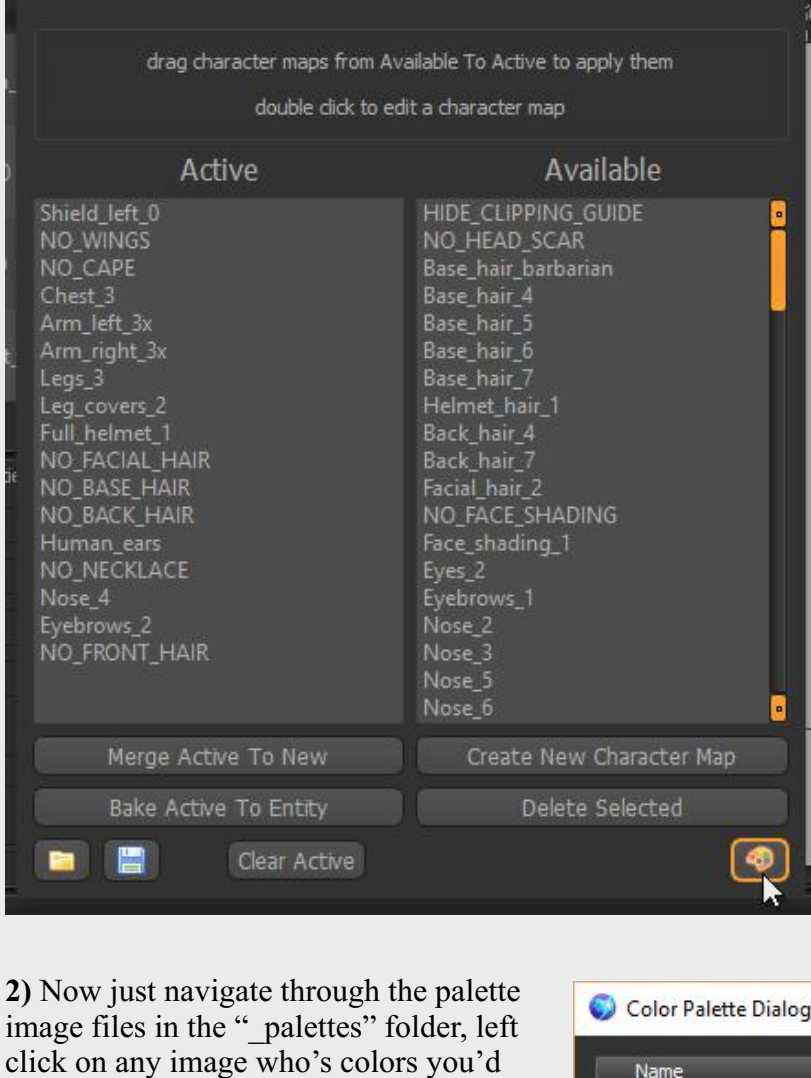 drag character maps from Available To Active to apply them
double click to edit a character map
Active
Available
Shield_left_0
NO_WINGS
NO_CAPE
Chest_3
Arm_left_3x
Arm_right_3x
Legs_3
Leg_covers_2
Full_helmet_1
NO_FACIAL_HAIR
NO_BASE_HAIR
NO_BACK_HAIR
Human_ears
NO_NECKLACE
Nose_4
Eyebrows_2
NO_FRONT_HAIR
HIDE_CLIPPING_GUIDE
NO_HEAD_SCAR
Base_hair_barbarian
Base_hair_4
Base_hair_5
Base_hair_6
Base_hair_7
Helmet_hair_1
Back_hair_4
Back_hair_7
Facial_hair_2
NO_FACE_SHADING
Face_shading_1
Eyes_2
Eyebrows_1
Nose_2
Nose_3
Nose_5
Nose_6
Merge Active To New
Create New Character Map
Bake Active To Entity
Delete Selected
Clear Active
2) Now just navigate through the palette
image files in the “_palettes” folder, left
click on any image who’s colors you’d
Color Palette Dialog
Name